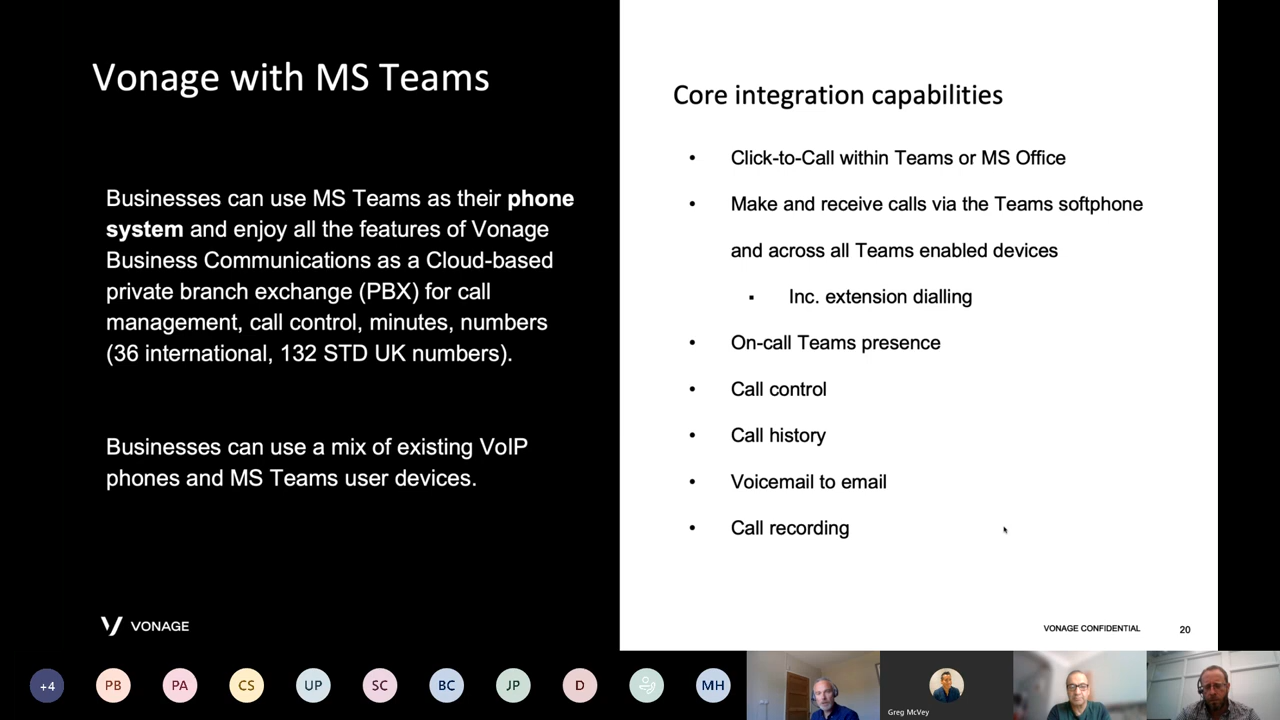 Vonage with MS Teams
Businesses can use MS Teams as their phone
system and enjoy all the features of Vonage
Business Communications as a Cloud-based
private branch exchange (PBX) for call
management, call control, minutes, numbers
(36 international, 132 STD UK numbers).
Businesses can use a mix of existing VoIP
phones and MS Teams user devices.
VONAGE
Core integration capabilities
• Click-to-Call within Teams or MS Office
• Make and receive calls via the Teams softphone
and across all Teams enabled devices
▪ Inc. extension dialling
• On-call Teams presence
• Call control
• Call history
• Voicemail to email
• Call recording
VONAGE CONFIDENTIAL 20
+4 PB PA CS UP SC BC JP D MH
Greg McVey